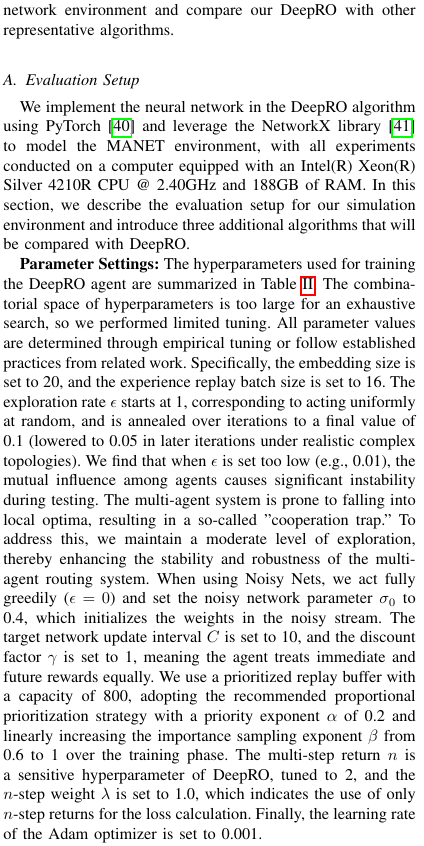 network environment and compare our DeepRO with other
representative algorithms.
A. Evaluation Setup
We implement the neural network in the DeepRO algorithm
using PyTorch [40] and leverage the NetworkX library [41]
to model the MANET environment, with all experiments
conducted on a computer equipped with an Intel(R) Xeon(R)
Silver 4210R CPU @ 2.40GHz and 188GB of RAM. In this
section, we describe the evaluation setup for our simulation
environment and introduce three additional algorithms that will
be compared with DeepRO.
Parameter Settings: The hyperparameters used for training
the DeepRO agent are summarized in Table II. The combina-
torial space of hyperparameters is too large for an exhaustive
search, so we performed limited tuning. All parameter values
are determined through empirical tuning or follow established
practices from related work. Specifically, the embedding size is
set to 20, and the experience replay batch size is set to 16. The
exploration rate ϵ starts at 1, corresponding to acting uniformly
at random, and is annealed over iterations to a final value of
0.1 (lowered to 0.05 in later iterations under realistic complex
topologies). We find that when ϵ is set too low (e.g., 0.01), the
mutual influence among agents causes significant instability
during testing. The multi-agent system is prone to falling into
local optima, resulting in a so-called ”cooperation trap.” To
address this, we maintain a moderate level of exploration,
thereby enhancing the stability and robustness of the multi-
agent routing system. When using Noisy Nets, we act fully
greedily (ϵ = 0) and set the noisy network parameter σ₀ to
0.4, which initializes the weights in the noisy stream. The
target network update interval C is set to 10, and the discount
factor γ is set to 1, meaning the agent treats immediate and
future rewards equally. We use a prioritized replay buffer with
a capacity of 800, adopting the recommended proportional
prioritization strategy with a priority exponent α of 0.2 and
linearly increasing the importance sampling exponent β from
0.6 to 1 over the training phase. The multi-step return n is
a sensitive hyperparameter of DeepRO, tuned to 2, and the
n-step weight λ is set to 1.0, which indicates the use of only
n-step returns for the loss calculation. Finally, the learning rate
of the Adam optimizer is set to 0.001.